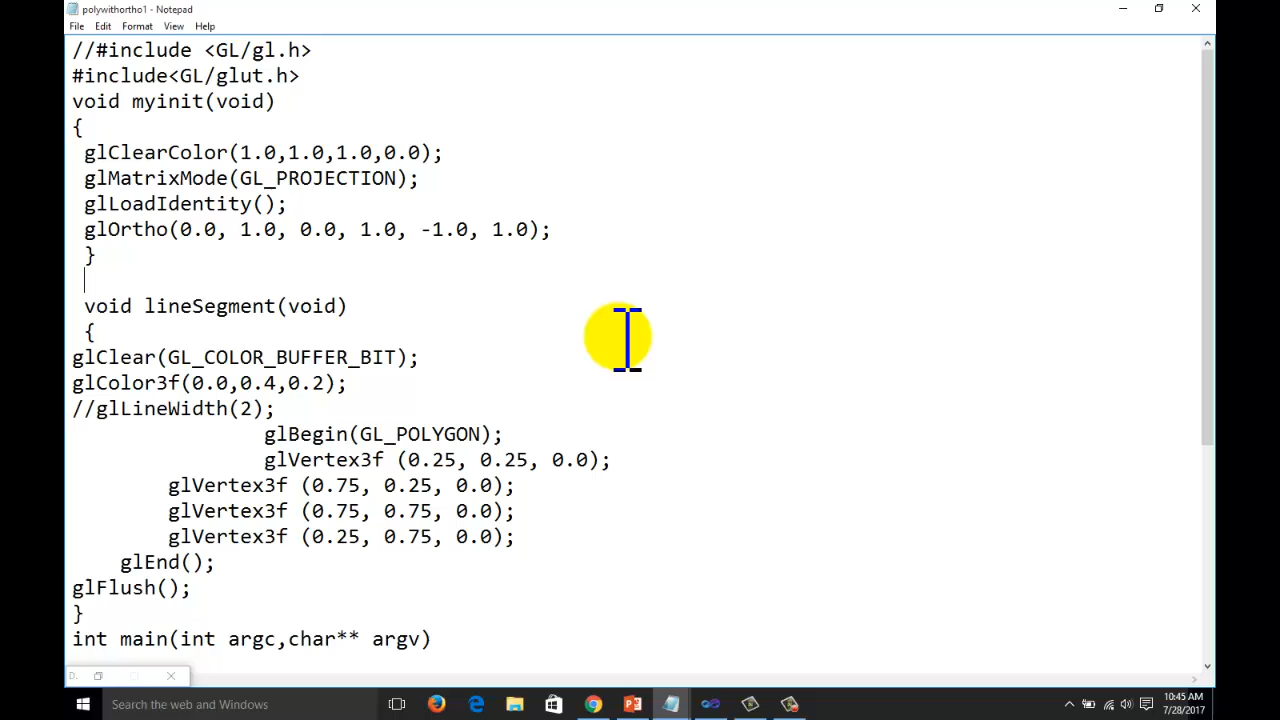 polywithortho1 - Notepad
File Edit Format View Help
//#include <GL/gl.h>
#include<GL/glut.h>
void myinit(void)
{
glClearColor(1.0,1.0,1.0,0.0);
glMatrixMode(GL_PROJECTION);
glLoadIdentity();
glOrtho(0.0, 1.0, 0.0, 1.0, -1.0, 1.0);
}
void lineSegment(void)
{
glClear(GL_COLOR_BUFFER_BIT);
glColor3f(0.0,0.4,0.2);
//glLineWidth(2);
glBegin(GL_POLYGON);
glVertex3f (0.25, 0.25, 0.0);
glVertex3f (0.75, 0.25, 0.0);
glVertex3f (0.75, 0.75, 0.0);
glVertex3f (0.25, 0.75, 0.0);
glEnd();
glFlush();
}
int main(int argc,char** argv)
D.
Search the web and Windows
10:45 AM
7/28/2017